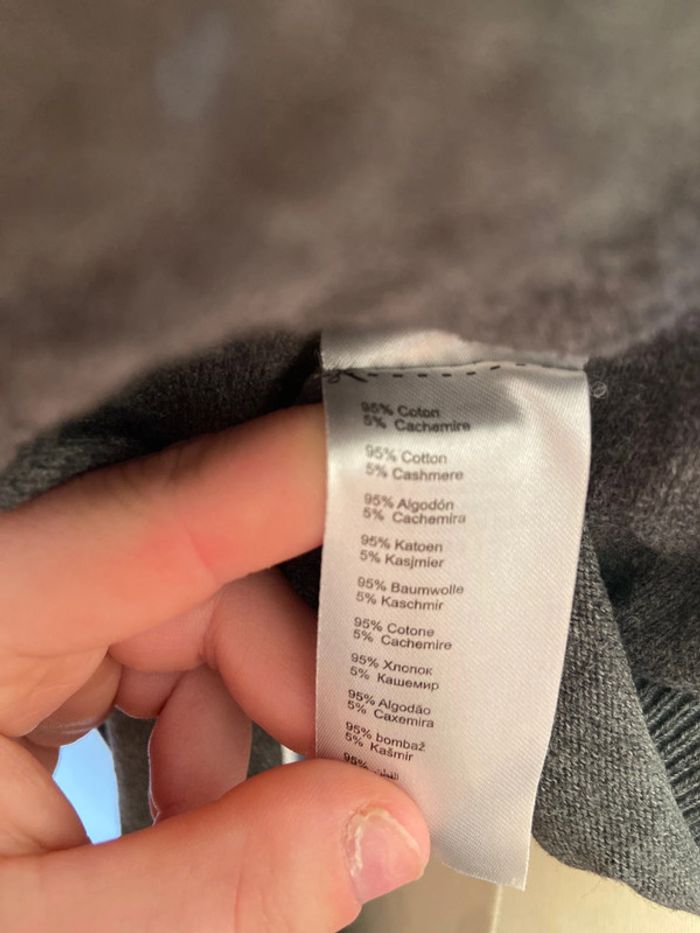 95% Coton
5% Cachemire
95% Cotton
5% Cashmere
95% Algodón
5% Cachemira
95% Katoen
5% Kasjmier
95% Baumwolle
5% Kaschmir
95% Cotone
5% Cachemire
95% Хлопок
5% Кашемир
95% Algodão
5% Caxemira
95% bombaž
5% Kašmir
95%